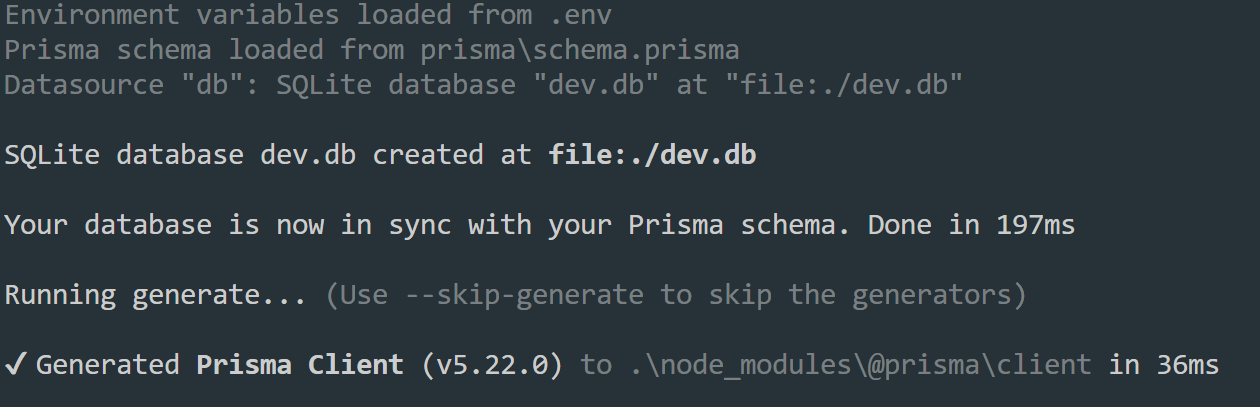 Environment variables loaded from .env
Prisma schema loaded from prisma\schema.prisma
Datasource "db": SQLite database "dev.db" at "file:./dev.db"
SQLite database dev.db created at file:./dev.db
Your database is now in sync with your Prisma schema. Done in 197ms
Running generate... (Use --skip-generate to skip the generators)
✔ Generated Prisma Client (v5.22.0) to .\node_modules\@prisma\client in 36ms